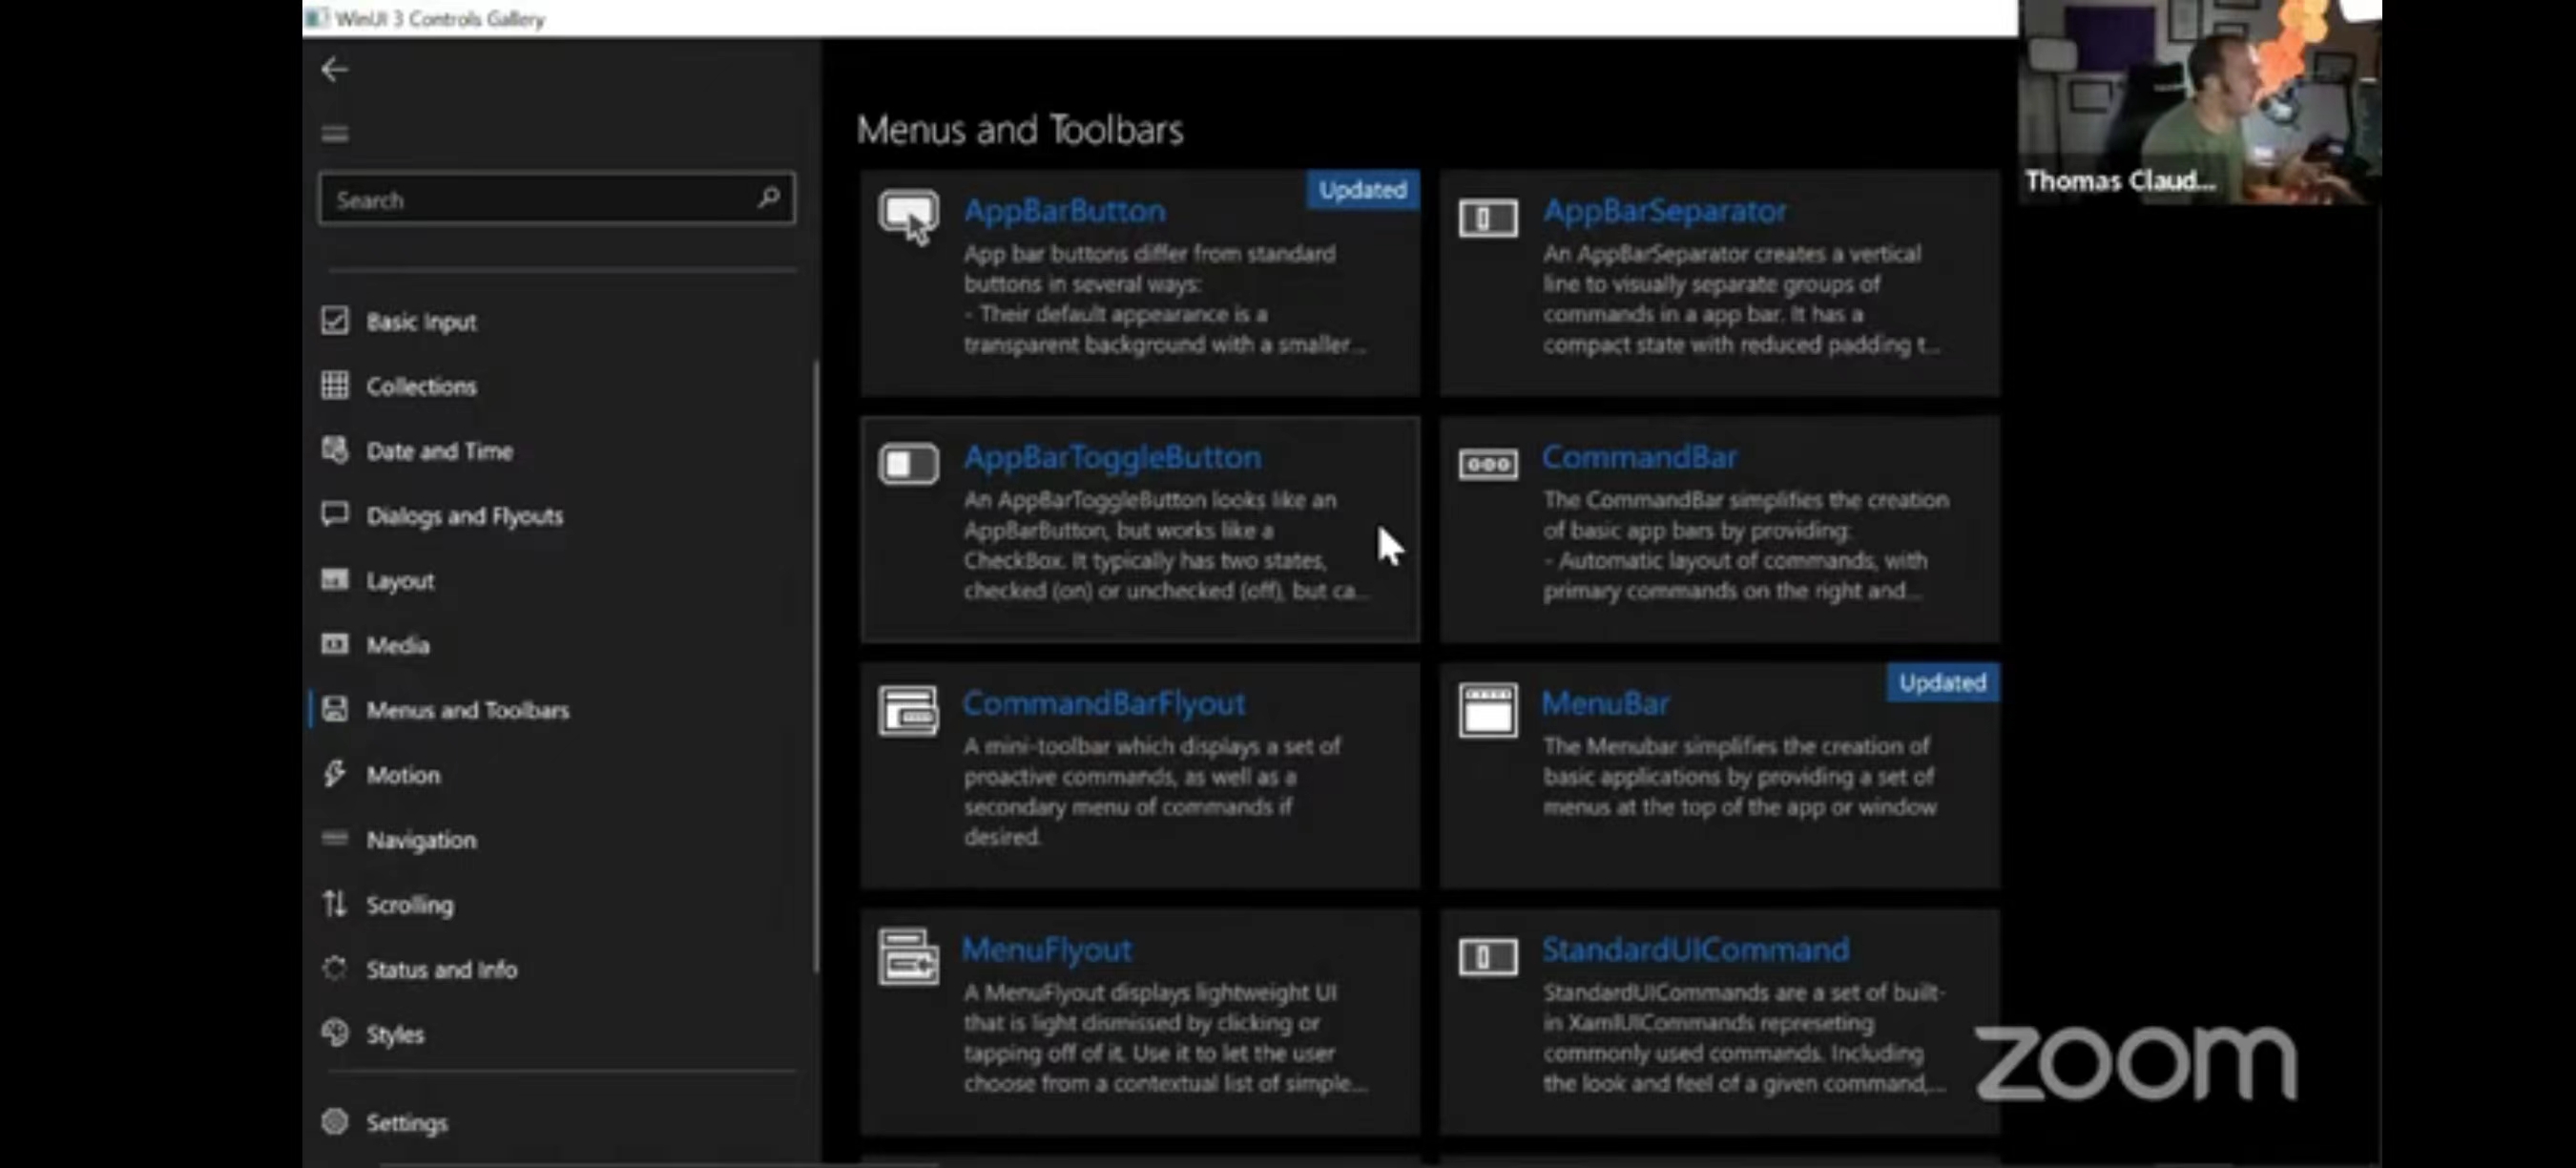 WinUI 3 Controls Gallery
Search
Basic Input
Collections
Date and Time
Dialogs and Flyouts
Layout
Media
Menus and Toolbars
Motion
Navigation
Scrolling
Status and Info
Styles
Settings
Menus and Toolbars
AppBarButton
Updated
App bar buttons differ from standard
buttons in several ways:
- Their default appearance is a
transparent background with a smaller...
AppBarSeparator
An AppBarSeparator creates a vertical
line to visually separate groups of
commands in a app bar. It has a
compact state with reduced padding t...
AppBarToggleButton
An AppBarToggleButton looks like an
AppBarButton, but works like a
CheckBox. It typically has two states,
checked (on) or unchecked (off), but ca...
CommandBar
The CommandBar simplifies the creation
of basic app bars by providing:
- Automatic layout of commands, with
primary commands on the right and...
CommandBarFlyout
A mini-toolbar which displays a set of
proactive commands, as well as a
secondary menu of commands if
desired.
MenuBar
Updated
The Menubar simplifies the creation of
basic applications by providing a set of
menus at the top of the app or window
MenuFlyout
A MenuFlyout displays lightweight UI
that is light dismissed by clicking or
tapping off of it. Use it to let the user
choose from a contextual list of simple...
StandardUICommand
StandardUICommands are a set of built-
in XamlUICommands represeting
commonly used commands. Including
the look and feel of a given command,...
Thomas Claud...
zoom